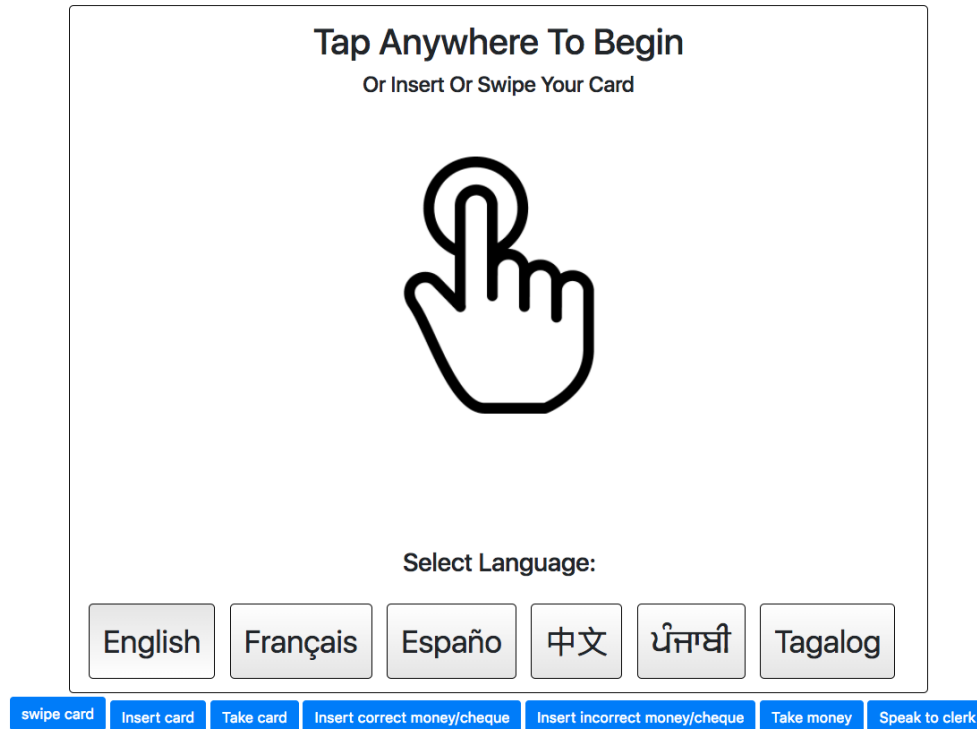 Tap Anywhere To Begin
Or Insert Or Swipe Your Card
Select Language:
English Français Españo 中文 ਪੰਜਾਬੀ Tagalog
swipe card Insert card Take card Insert correct money/cheque Insert incorrect money/cheque Take money Speak to clerk